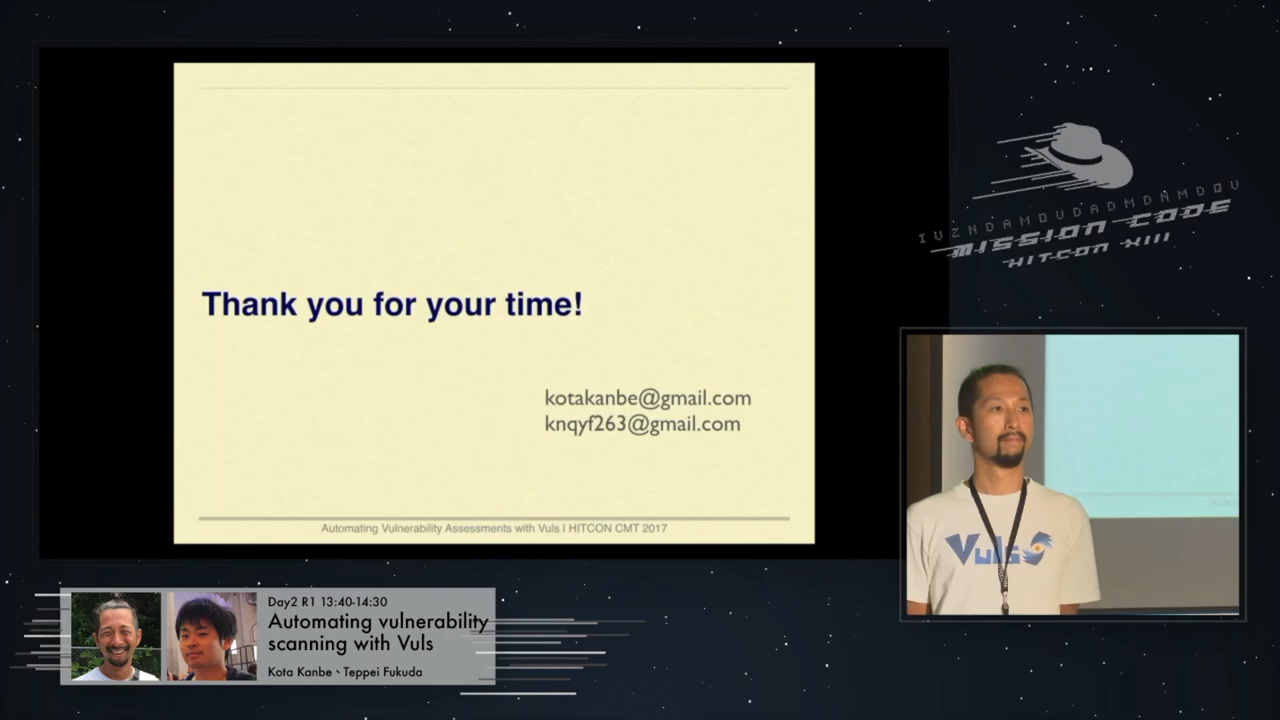 Thank you for your time!
kotakanbe@gmail.com
knqyf263@gmail.com
Automating Vulnerability Assessments with Vuls I HITCON CMT 2017
IVZNDAMOVDADMDNMDQV
MISSION CODE
HITCON XIII
Vuls
Day2 R1 13:40-14:30
Automating vulnerability
scanning with Vuls
Kota Kanbe、Teppei Fukuda